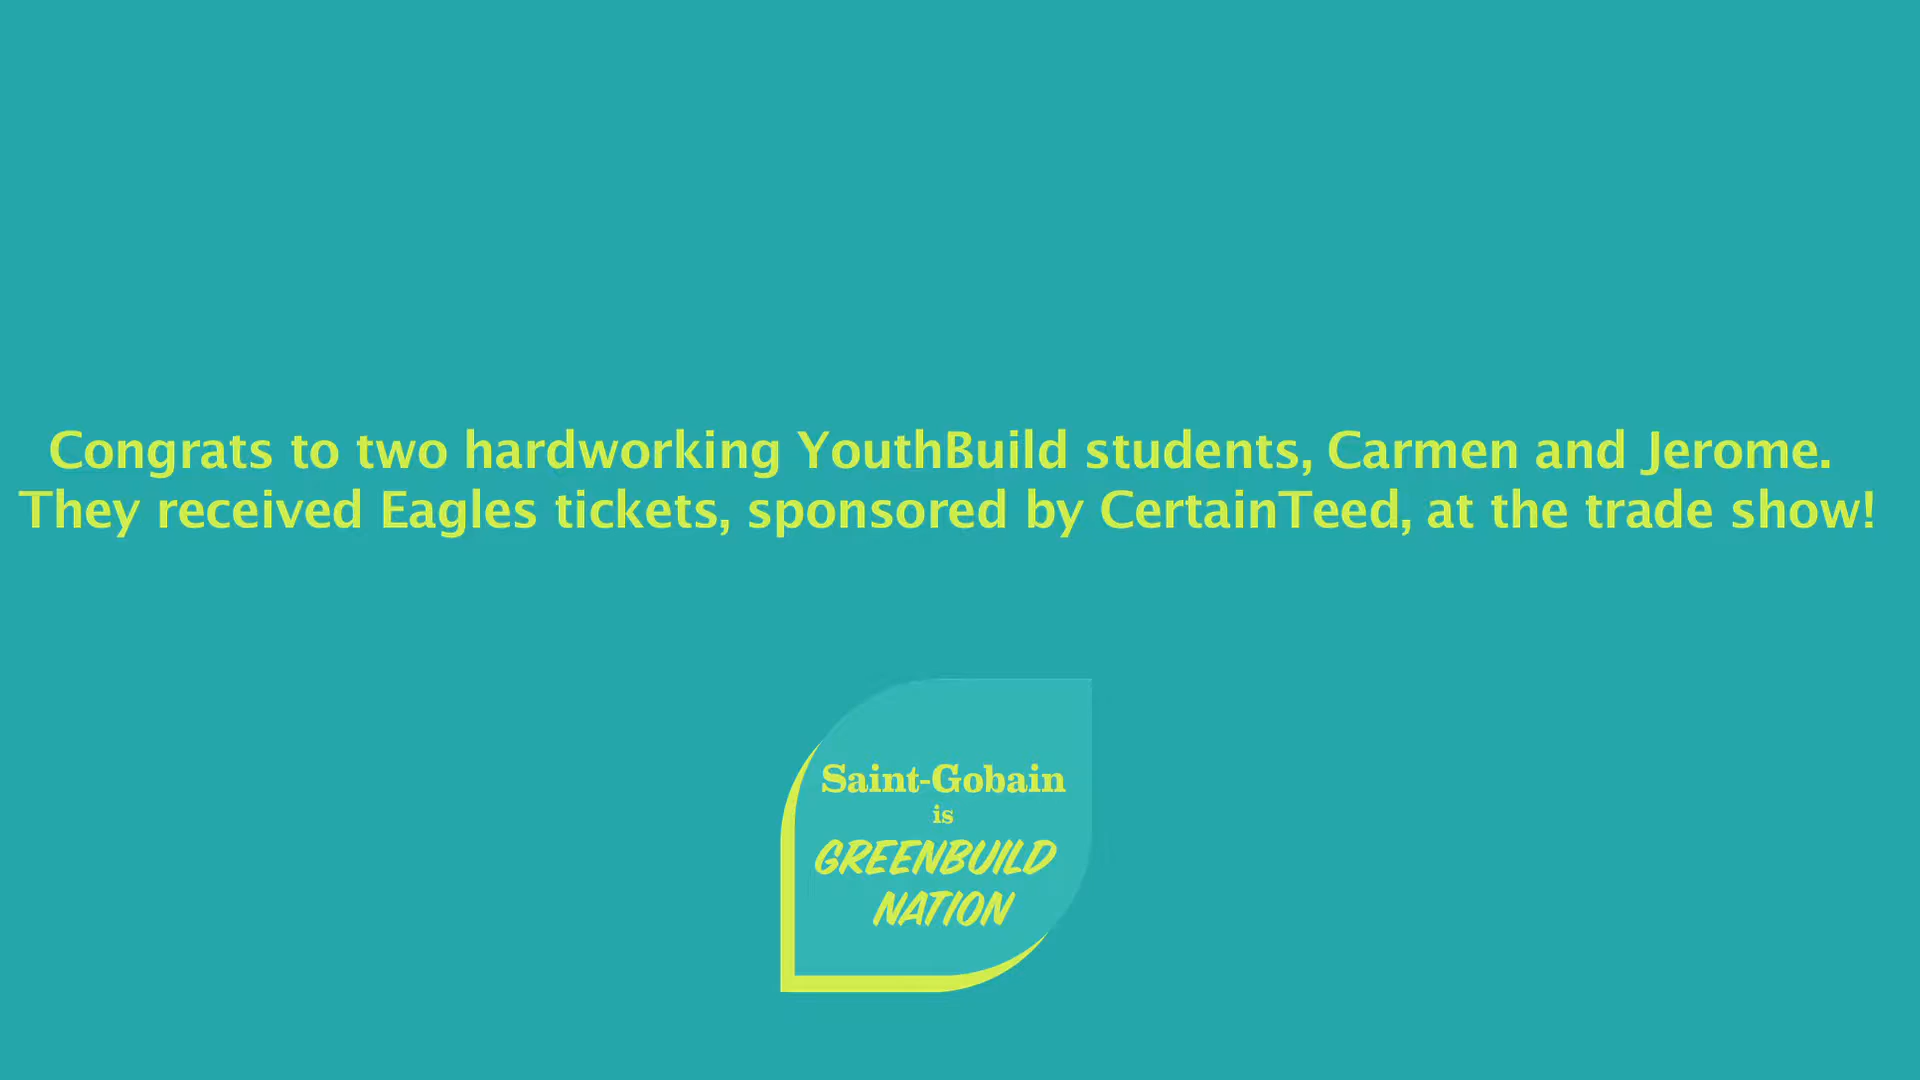 Congrats to two hardworking YouthBuild students, Carmen and Jerome.
They received Eagles tickets, sponsored by CertainTeed, at the trade show!
Saint-Gobain
is
GREENBUILD
NATION